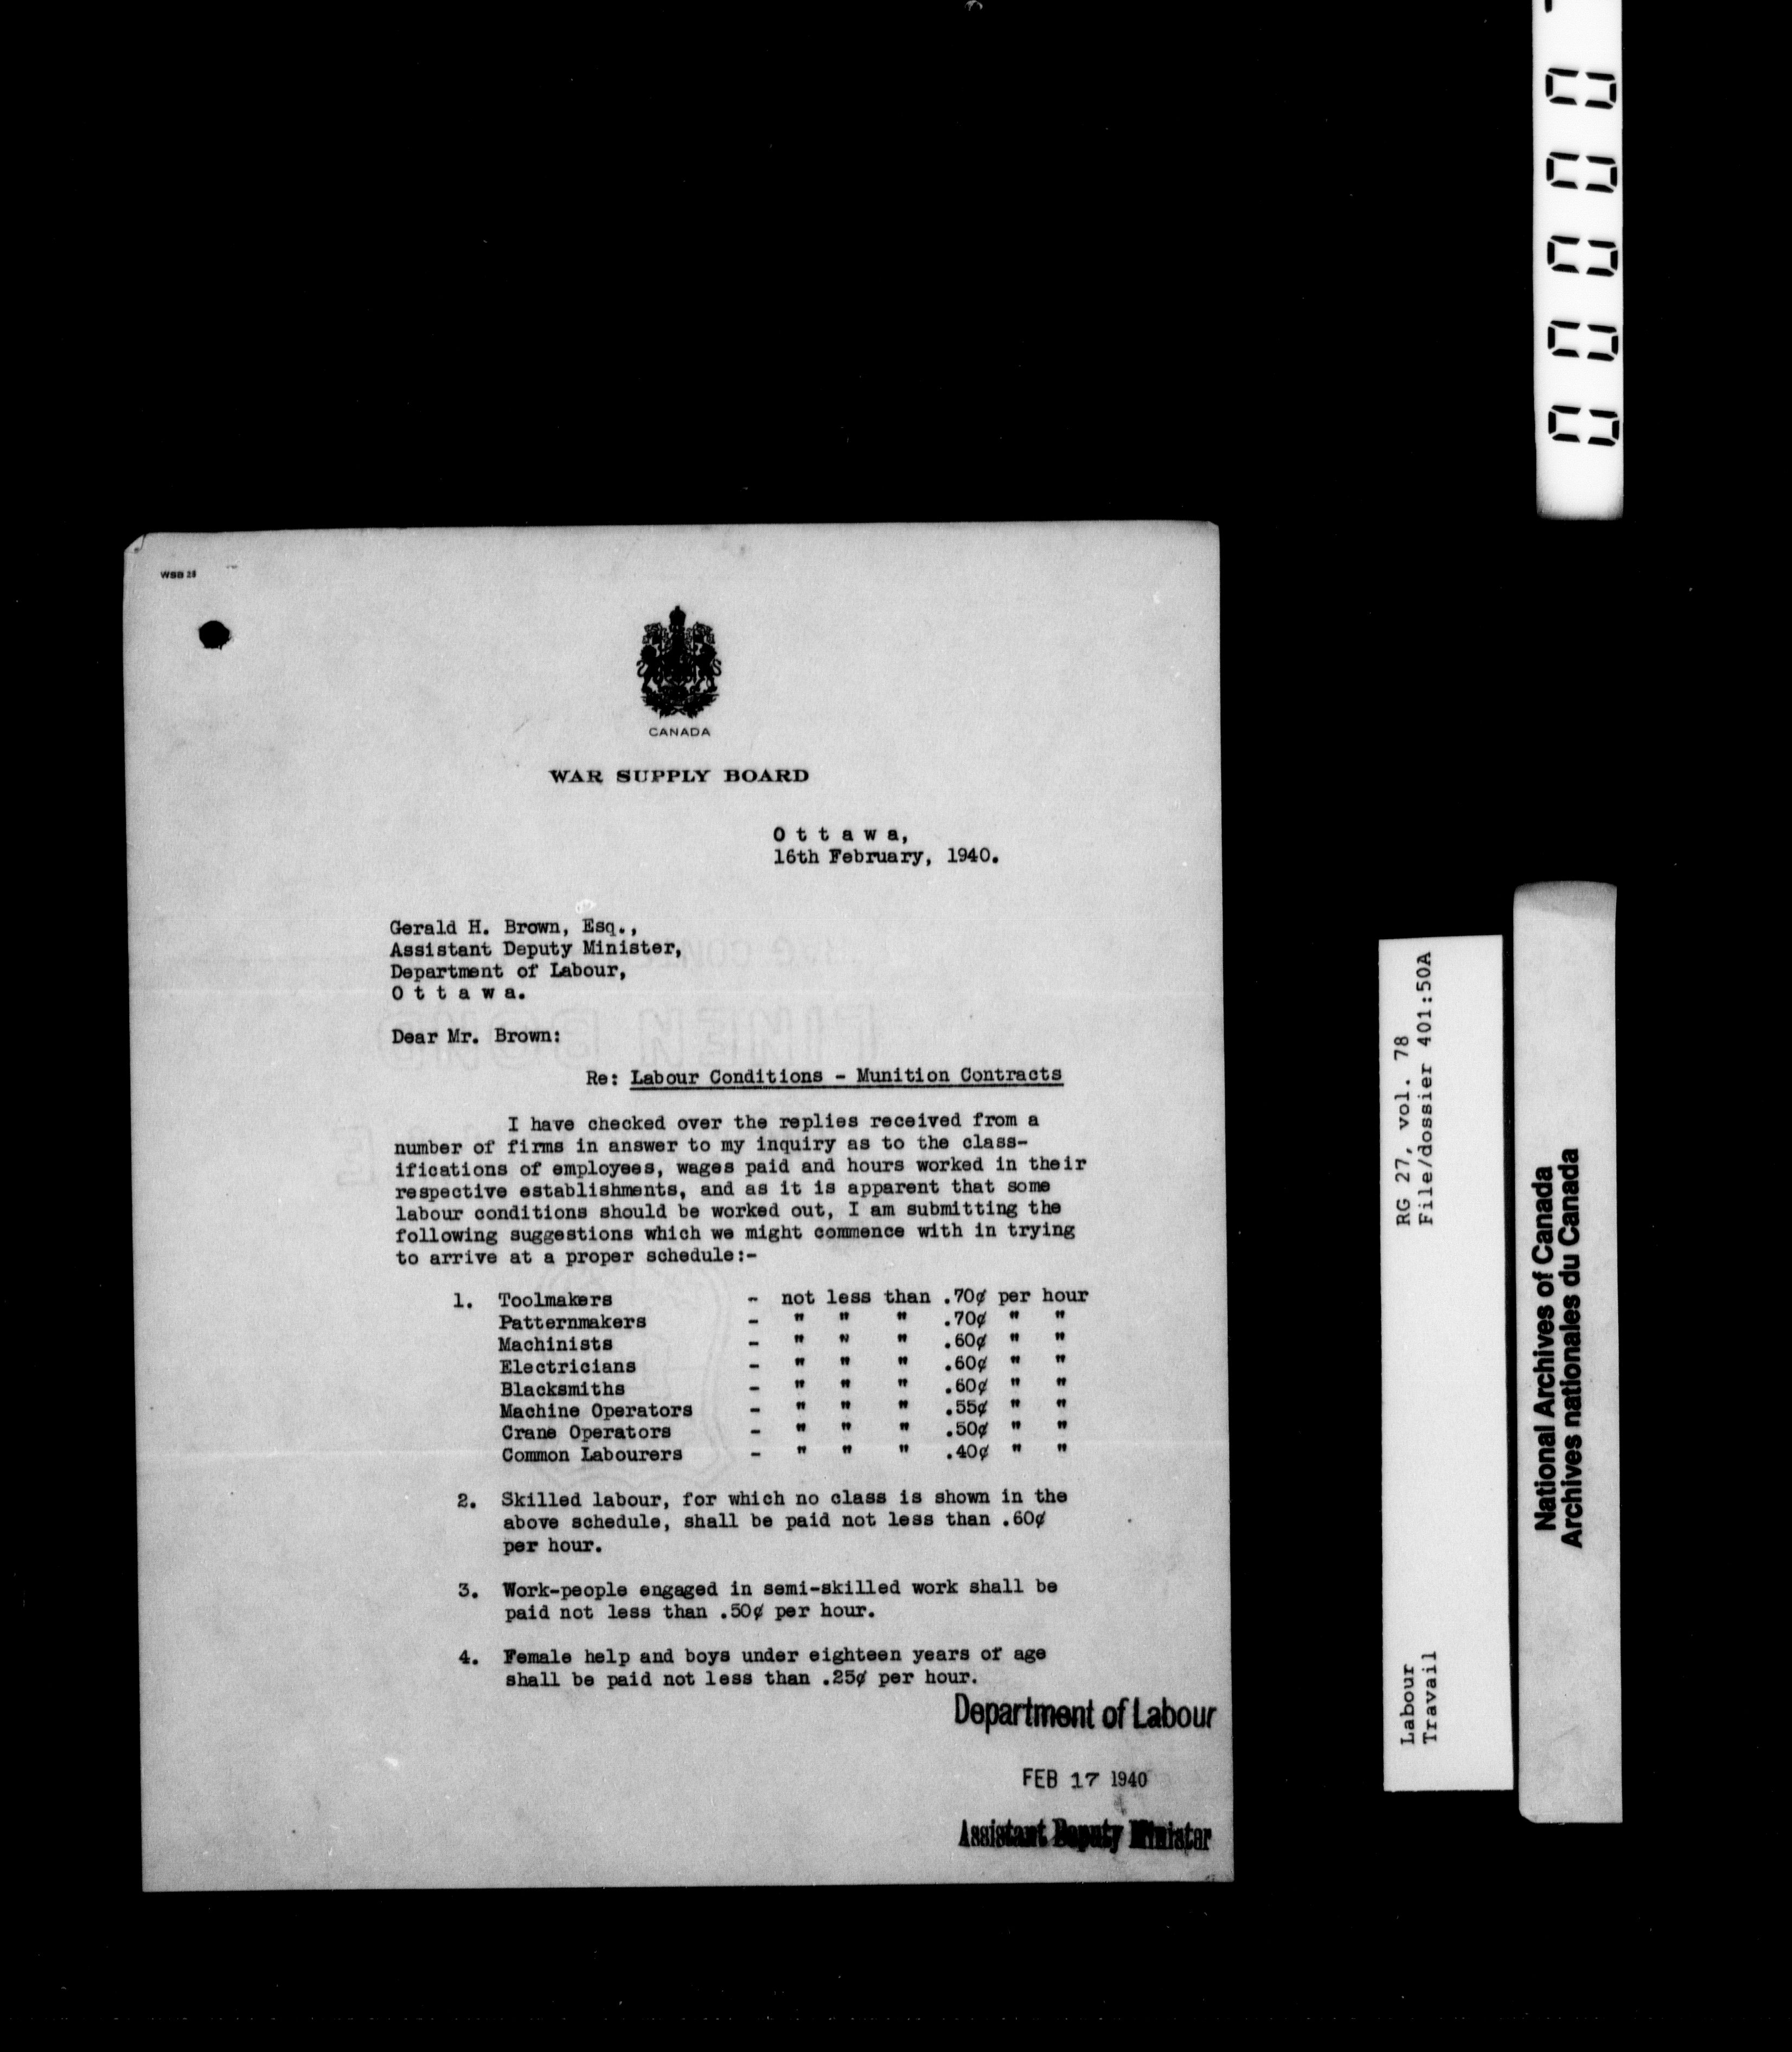 WSB 28
CANADA
WAR SUPPLY BOARD
O t t a w a,
16th February, 1940.
Gerald H. Brown, Esq.,
Assistant Deputy Minister,
Department of Labour,
O t t a w a.
Dear Mr. Brown:
Re: Labour Conditions - Munition Contracts
I have checked over the replies received from a
number of firms in answer to my inquiry as to the class-
ifications of employees, wages paid and hours worked in their
respective establishments, and as it is apparent that some
labour conditions should be worked out, I am submitting the
following suggestions which we might commence with in trying
to arrive at a proper schedule:-
1. Toolmakers - not less than .70¢ per hour
Patternmakers - " " " .70¢ " "
Machinists - " " " .60¢ " "
Electricians - " " " .60¢ " "
Blacksmiths - " " " .60¢ " "
Machine Operators - " " " .55¢ " "
Crane Operators - " " " .50¢ " "
Common Labourers - " " " .40¢ " "
2. Skilled labour, for which no class is shown in the
above schedule, shall be paid not less than .60¢
per hour.
3. Work-people engaged in semi-skilled work shall be
paid not less than .50¢ per hour.
4. Female help and boys under eighteen years of age
shall be paid not less than .25¢ per hour.
Department of Labour
FEB 17 1940
Assistant Deputy Minister
RG 27, vol. 78
File/dossier 401:50A
Labour
Travail
National Archives of Canada
Archives nationales du Canada
00000